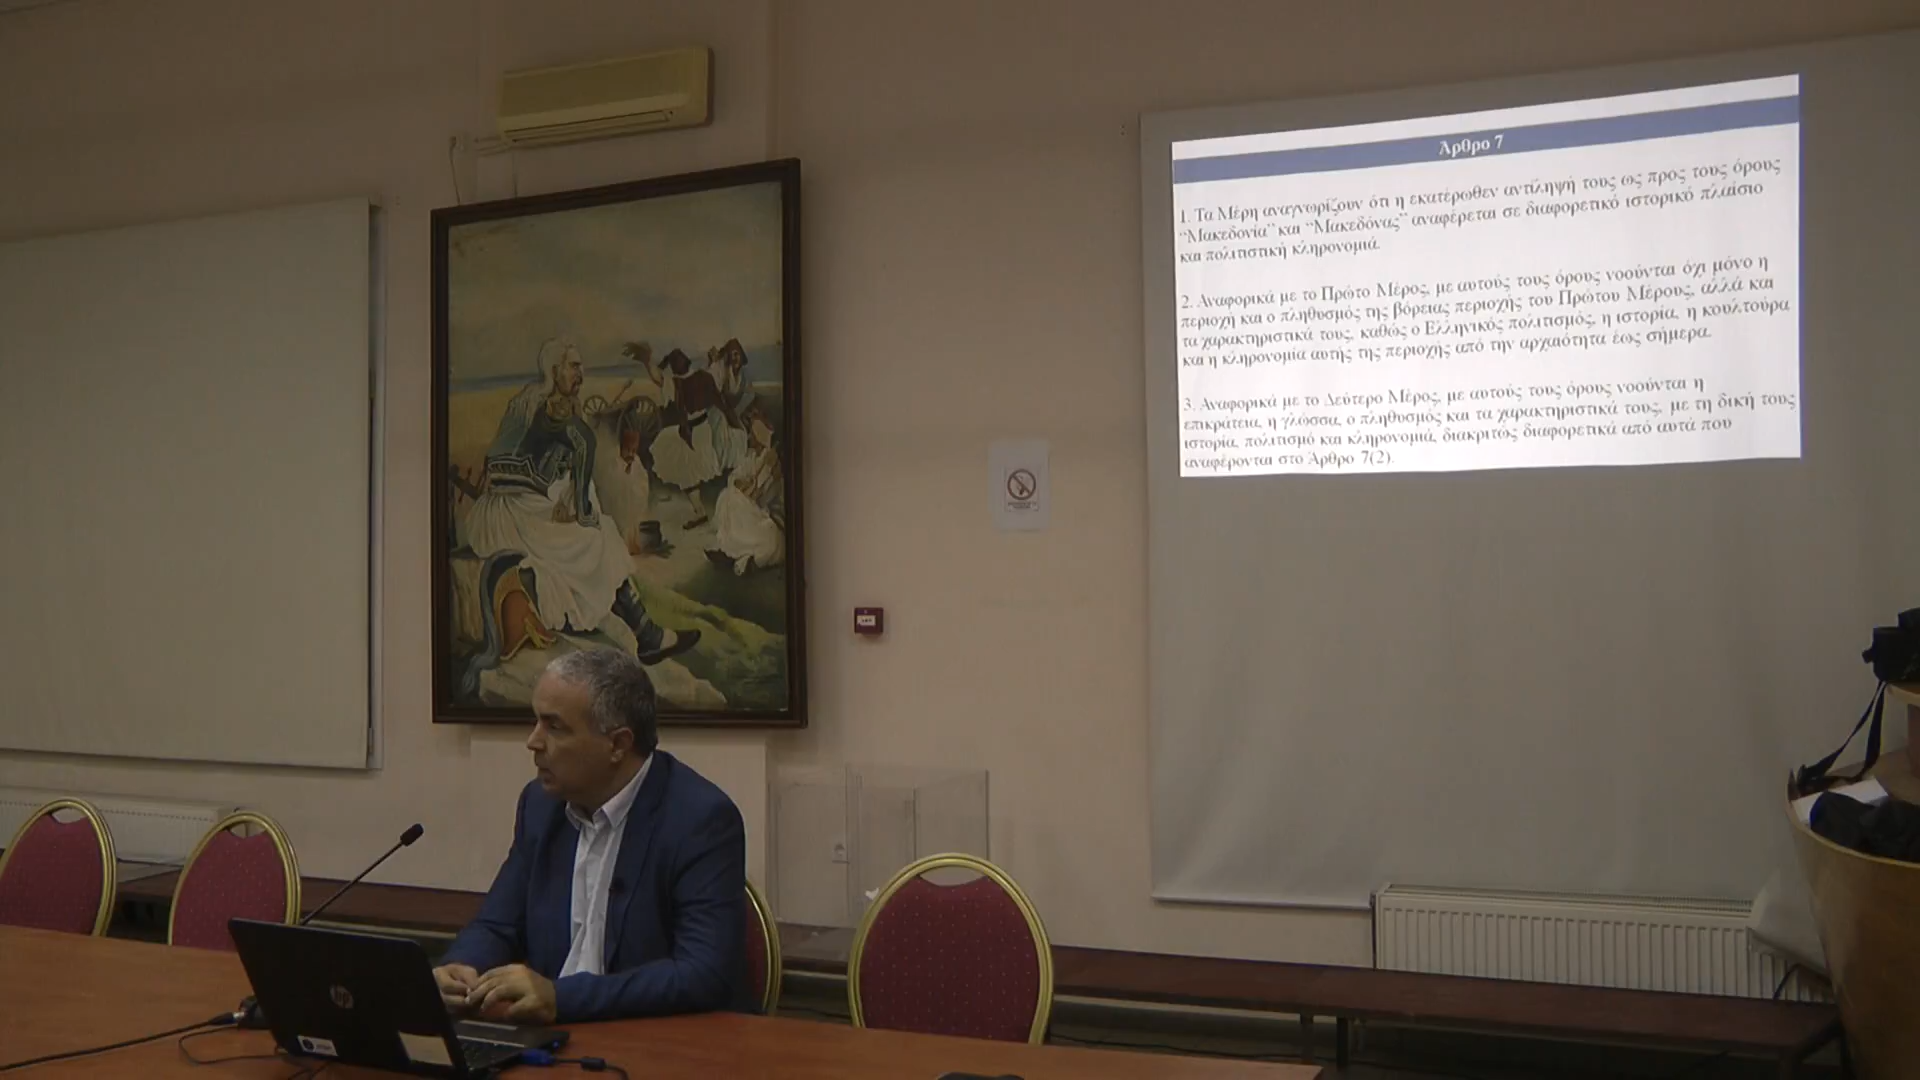 Άρθρο 7
1. Τα Μέρη αναγνωρίζουν ότι η εκατέρωθεν αντίληψή τους ως προς τους όρους
“Μακεδονία” και “Μακεδόνας” αναφέρεται σε διαφορετικό ιστορικό πλαίσιο
και πολιτιστική κληρονομιά.
2. Αναφορικά με το Πρώτο Μέρος, με αυτούς τους όρους νοούνται όχι μόνο η
περιοχή και ο πληθυσμός της βόρειας περιοχής του Πρώτου Μέρους, αλλά και
τα χαρακτηριστικά τους, καθώς ο Ελληνικός πολιτισμός, η ιστορία, η κουλτούρα
και η κληρονομιά αυτής της περιοχής από την αρχαιότητα έως σήμερα.
3. Αναφορικά με το Δεύτερο Μέρος, με αυτούς τους όρους νοούνται η
επικράτεια, η γλώσσα, ο πληθυσμός και τα χαρακτηριστικά τους, με τη δική τους
ιστορία, πολιτισμό και κληρονομιά, διακριτώς διαφορετικά από αυτά που
αναφέρονται στο Άρθρο 7(2).
hp